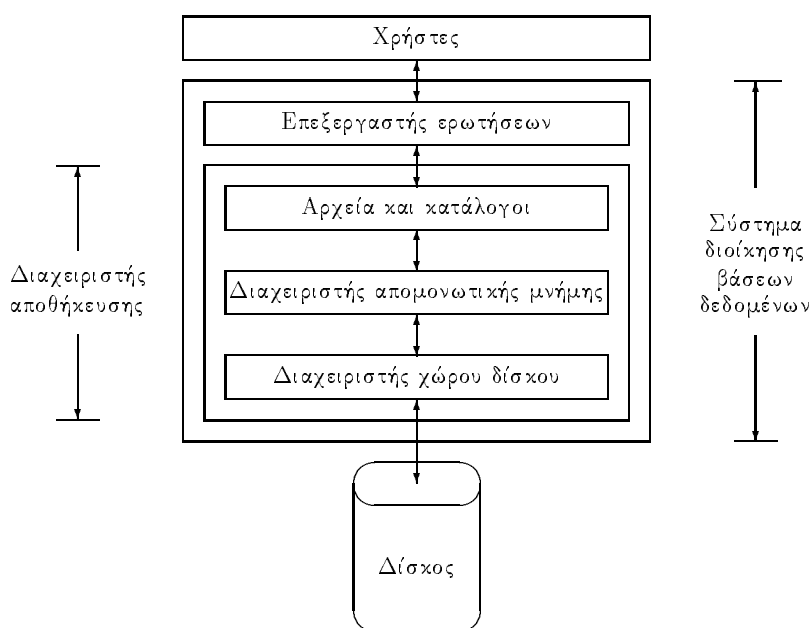 Χρήστες
Επεξεργαστής ερωτήσεων
Αρχεία και κατάλογοι
Διαχειριστής απομονωτικής μνήμης
Διαχειριστής χώρου δίσκου
Δίσκος
Διαχειριστής
αποθήκευσης
Σύστημα
διοίκησης
βάσεων
δεδομένων